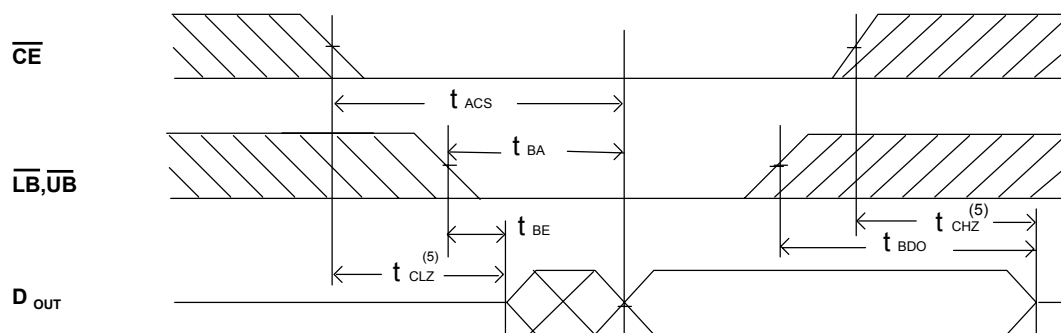 CE
t ACS
t BA
LB,UB
t BE
t CHZ (5)
t BDO
t CLZ (5)
D OUT